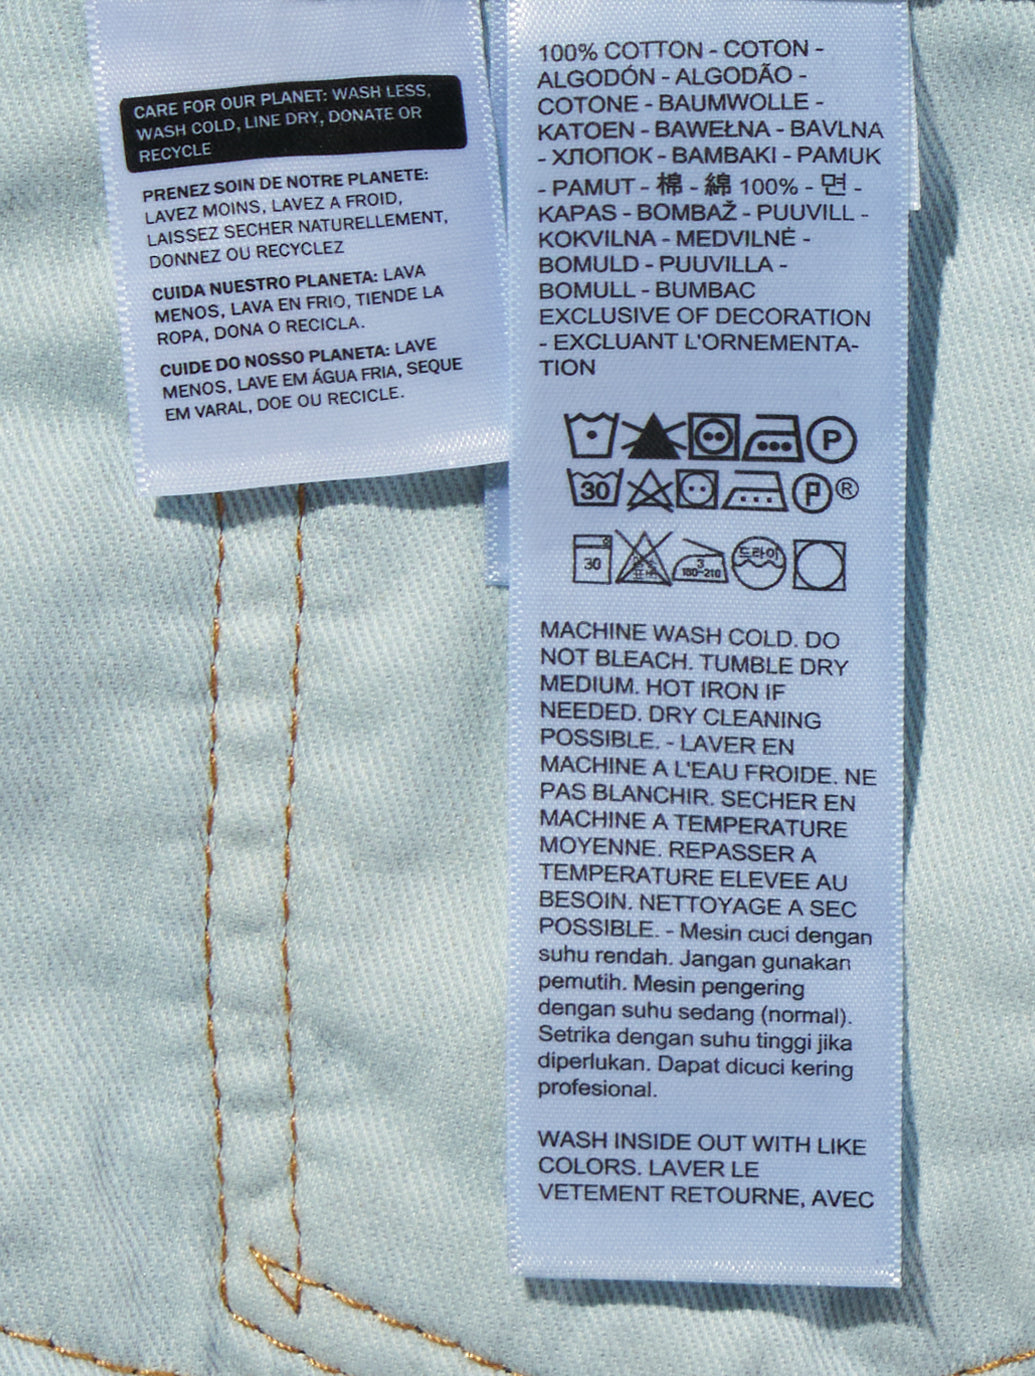 CARE FOR OUR PLANET: WASH LESS,
WASH COLD, LINE DRY, DONATE OR
RECYCLE
PRENEZ SOIN DE NOTRE PLANETE:
LAVEZ MOINS, LAVEZ A FROID,
LAISSEZ SECHER NATURELLEMENT,
DONNEZ OU RECYCLEZ
CUIDA NUESTRO PLANETA: LAVA
MENOS, LAVA EN FRIO, TIENDE LA
ROPA, DONA O RECICLA.
CUIDE DO NOSSO PLANETA: LAVE
MENOS, LAVE EM ÁGUA FRIA, SEQUE
EM VARAL, DOE OU RECICLE.
100% COTTON - COTON -
ALGODÓN - ALGODÃO -
COTONE - BAUMWOLLE -
KATOEN - BAWEŁNA - BAVLNA
- ХЛОПОК - BAMBAKI - PAMUK
- PAMUT - 棉 - 綿 100% - 면 -
KAPAS - BOMBAŽ - PUUVILL -
KOKVILNA - MEDVILNĖ -
BOMULD - PUUVILLA -
BOMULL - BUMBAC
EXCLUSIVE OF DECORATION
- EXCLUANT L'ORNEMENTA-
TION
P
30 P ®
30 3 180-210 드라이
MACHINE WASH COLD. DO
NOT BLEACH. TUMBLE DRY
MEDIUM. HOT IRON IF
NEEDED. DRY CLEANING
POSSIBLE. - LAVER EN
MACHINE A L'EAU FROIDE. NE
PAS BLANCHIR. SECHER EN
MACHINE A TEMPERATURE
MOYENNE. REPASSER A
TEMPERATURE ELEVEE AU
BESOIN. NETTOYAGE A SEC
POSSIBLE. - Mesin cuci dengan
suhu rendah. Jangan gunakan
pemutih. Mesin pengering
dengan suhu sedang (normal).
Setrika dengan suhu tinggi jika
diperlukan. Dapat dicuci kering
profesional.
WASH INSIDE OUT WITH LIKE
COLORS. LAVER LE
VETEMENT RETOURNE, AVEC